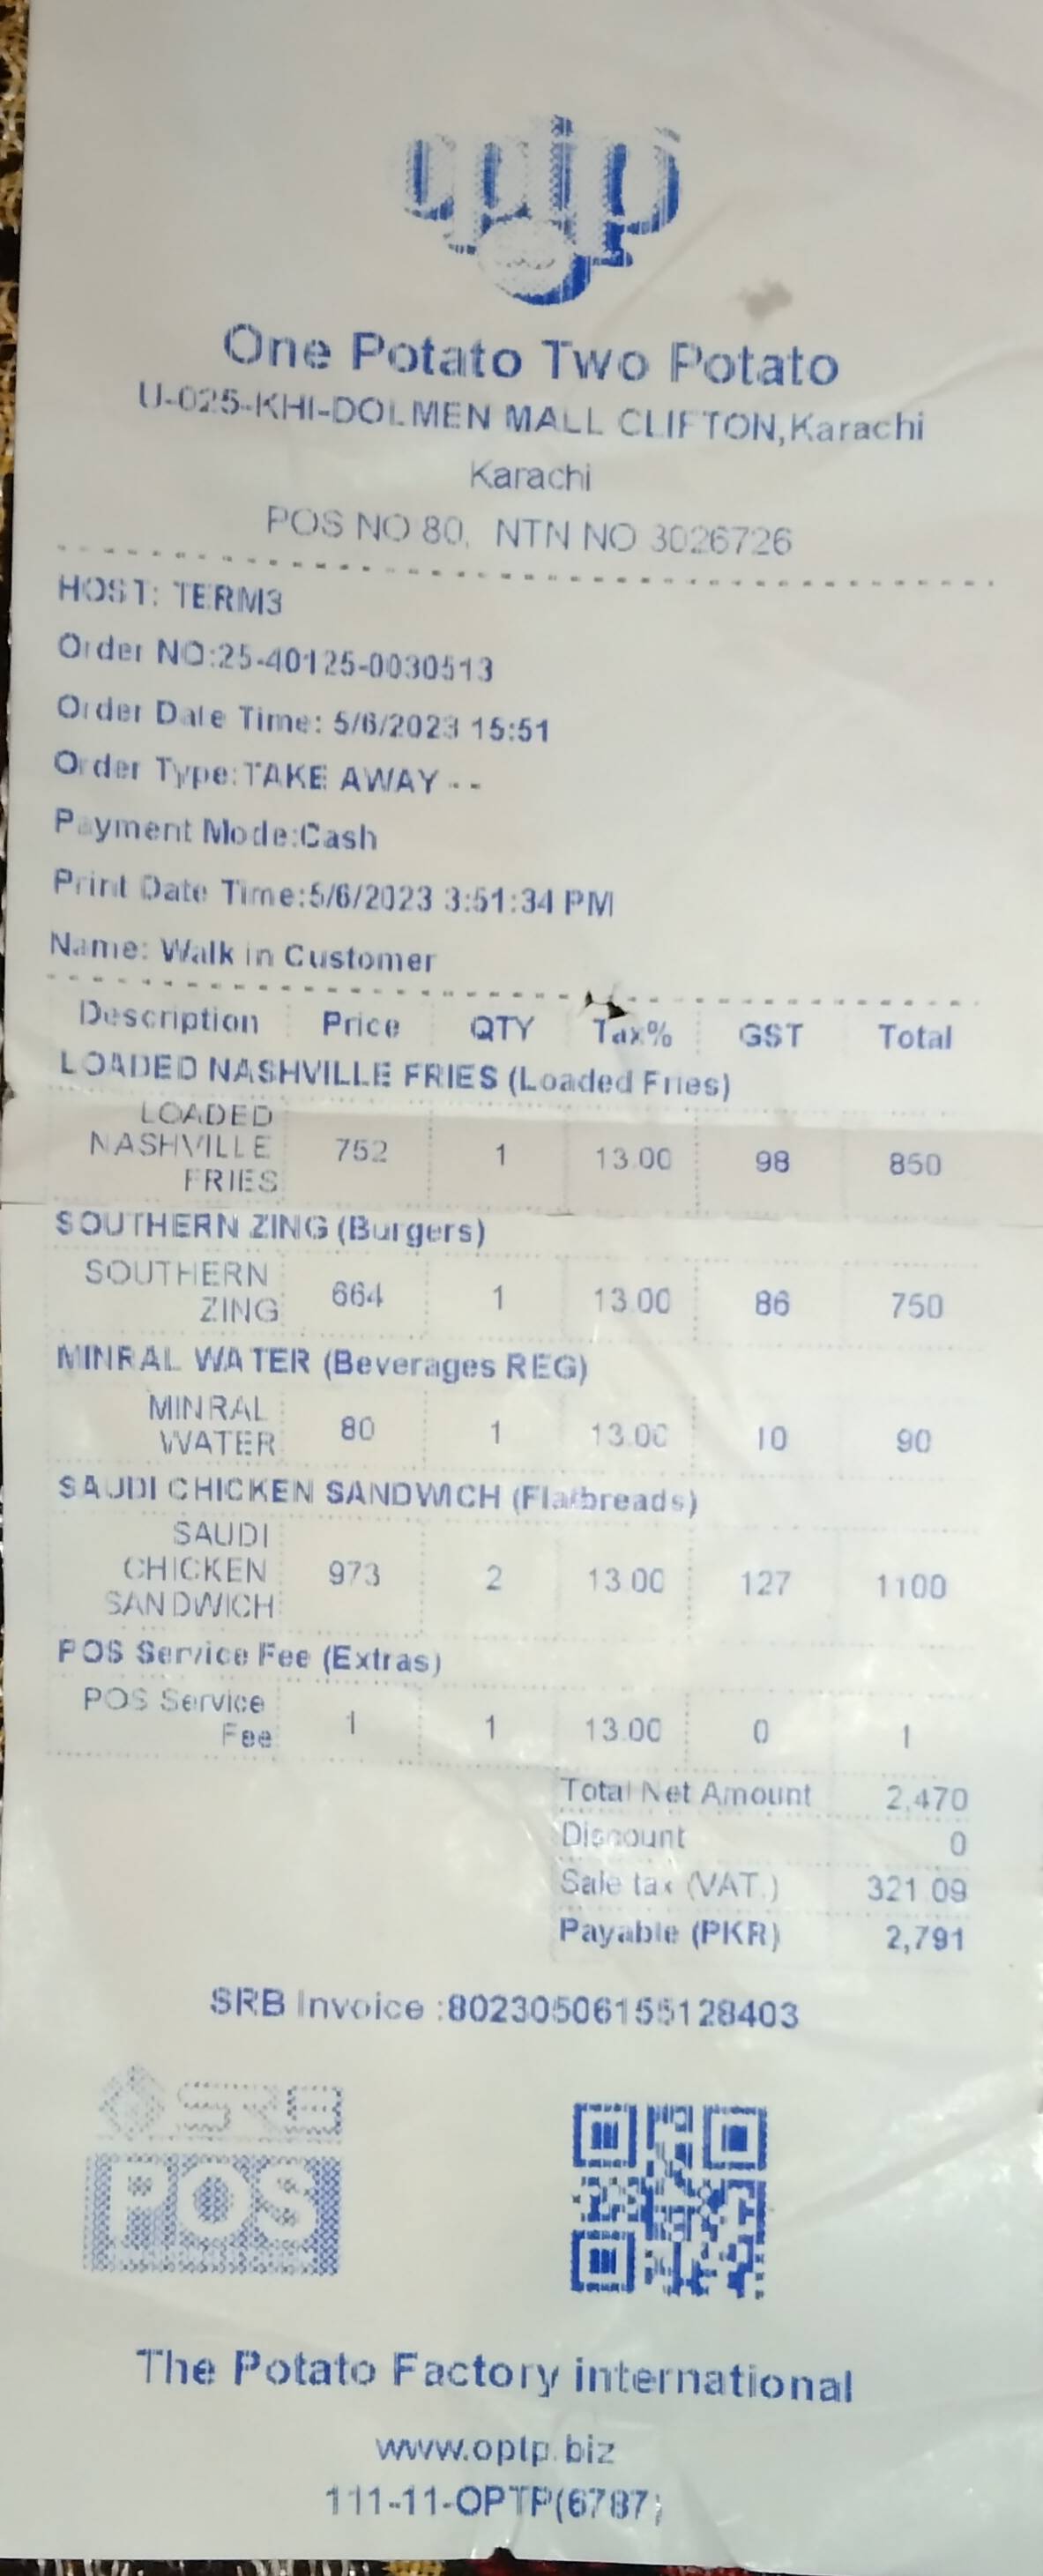 optp
One Potato Two Potato
U-025-KHI-DOLMEN MALL CLIFTON,Karachi
Karachi
POS NO 80, NTN NO 3026726
HOST: TERM3
Order NO:25-40125-0030513
Order Date Time: 5/6/2023 15:51
Order Type:TAKE AWAY - -
Payment Mode:Cash
Print Date Time:5/6/2023 3:51:34 PM
Name: Walk in Customer
Description Price QTY Tax% GST Total
LOADED NASHVILLE FRIES (Loaded Fries)
LOADED
NASHVILLE 752 1 13.00 98 850
FRIES
SOUTHERN ZING (Burgers)
SOUTHERN 664 1 13.00 86 750
ZING
MINRAL WATER (Beverages REG)
MINRAL 80 1 13.00 10 90
WATER
SAUDI CHICKEN SANDWICH (Flatbreads)
SAUDI
CHICKEN 973 2 13.00 127 1100
SANDWICH
POS Service Fee (Extras)
POS Service 1 1 13.00 0 1
Fee
Total Net Amount 2,470
Discount 0
Sale tax (VAT.) 321.09
Payable (PKR) 2,791
SRB Invoice :80230506155128403
SRB
POS
The Potato Factory international
www.optp.biz
111-11-OPTP(6787)